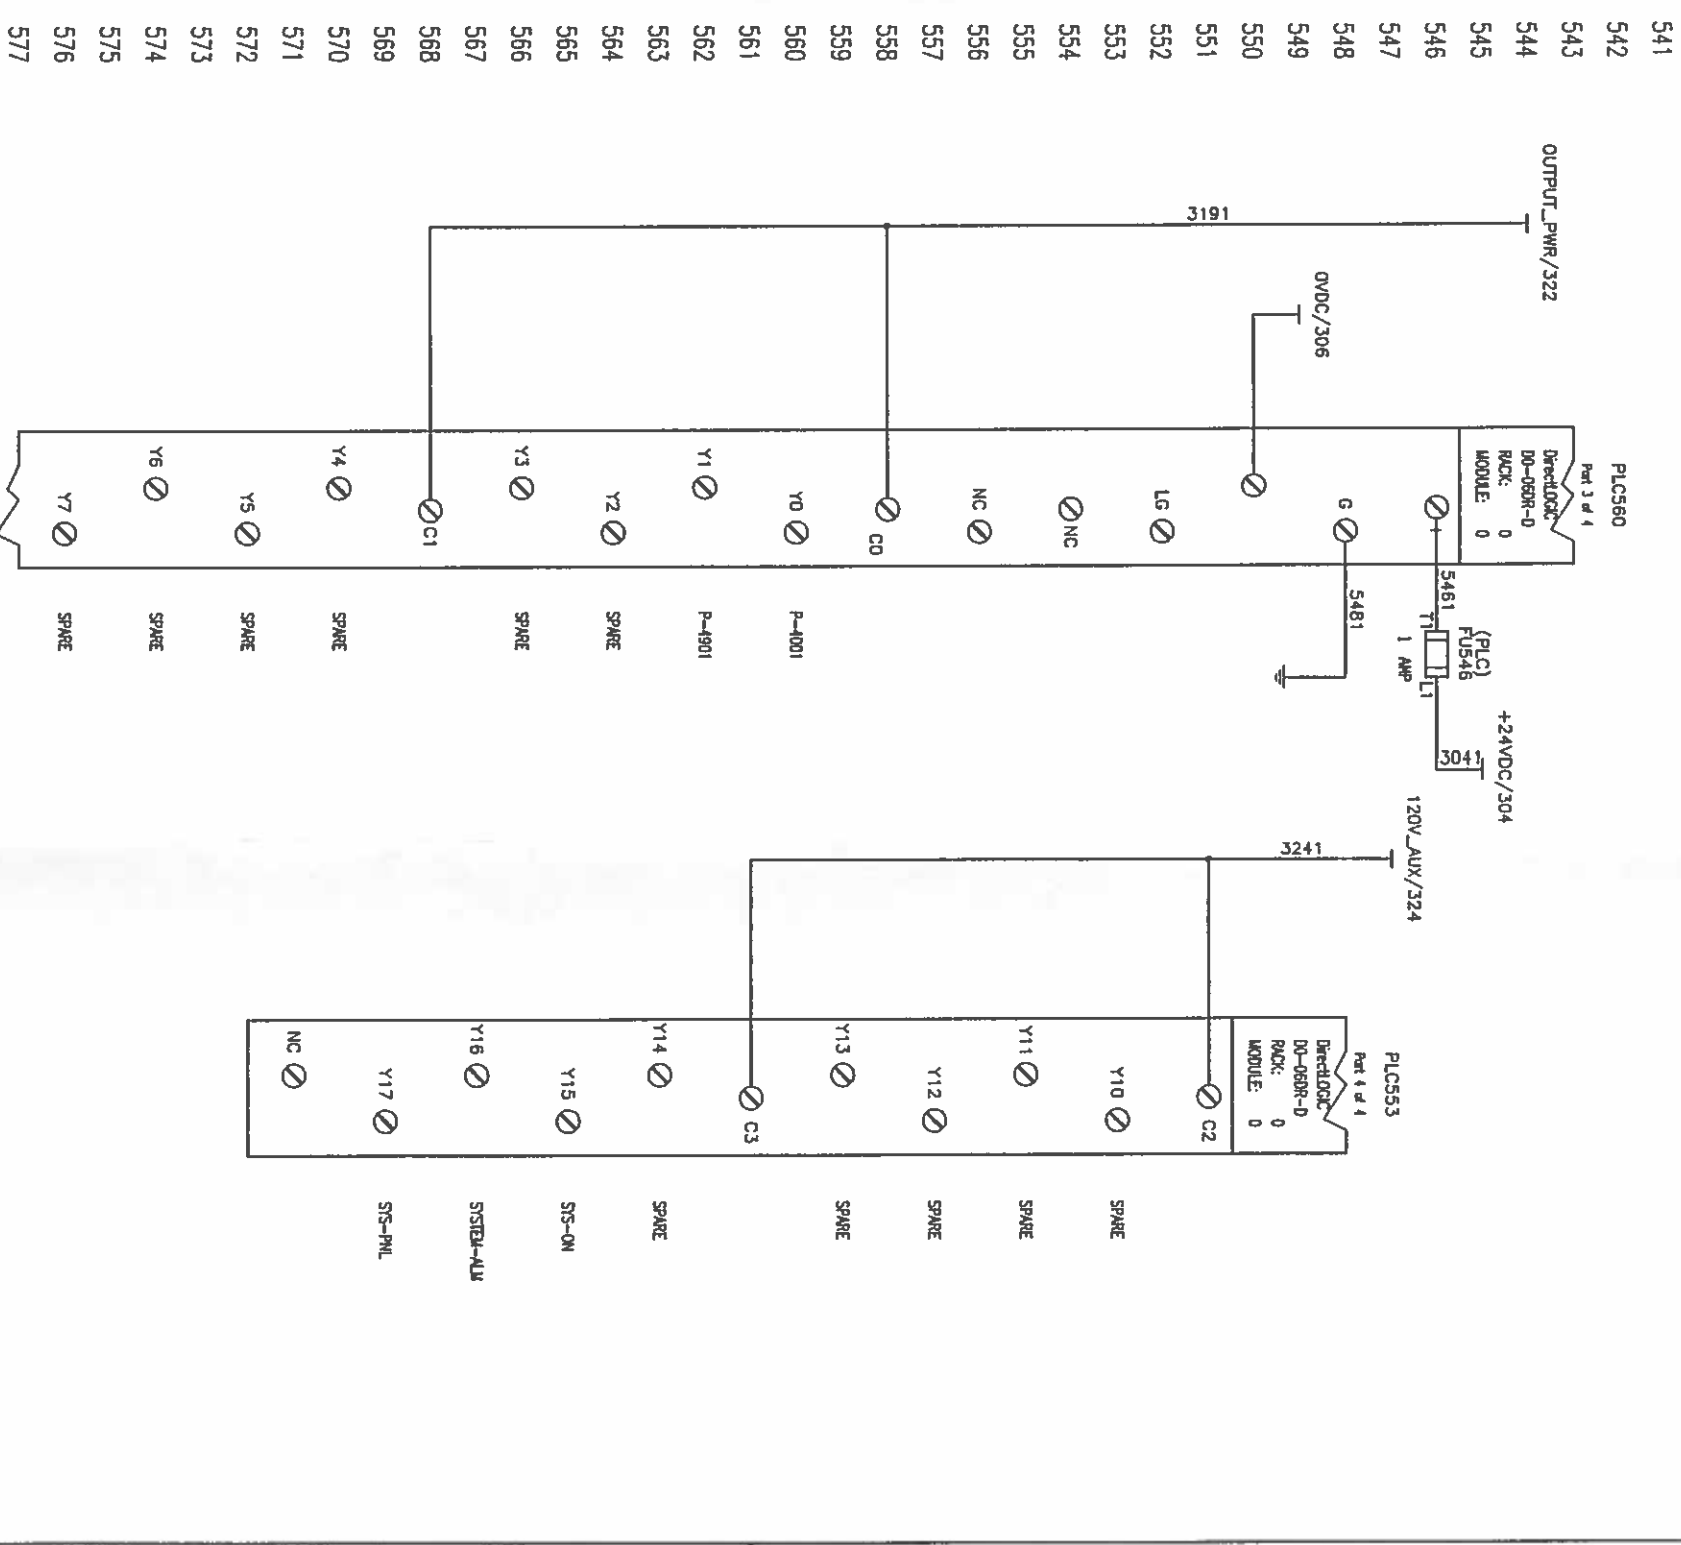 541
542
543
544
545
546
547
548
549
550
551
552
553
554
555
556
557
558
559
560
561
562
563
564
565
566
567
568
569
570
571
572
573
574
575
576
577
OUTPUT_PWR/322
3191
0VDC/306
PLC560
Part 3 of 4
DirectLOGIC
D0-06DR-D
RACK: 0
MODULE: 0
+
G
LG
NC
NC
C0
Y0
Y1
Y2
Y3
C1
Y4
Y5
Y6
Y7
5461
T1
(PLC)
FU546
1 AMP
L1
5481
3041
+24VDC/304
P-4001
P-4901
SPARE
SPARE
SPARE
SPARE
SPARE
SPARE
120V_AUX/324
3241
PLC553
Part 4 of 4
DirectLOGIC
D0-06DR-D
RACK: 0
MODULE: 0
C2
Y10
Y11
Y12
Y13
C3
Y14
Y15
Y16
Y17
NC
SPARE
SPARE
SPARE
SPARE
SPARE
SYS-ON
SYSTEM-ALM
SYS-PNL